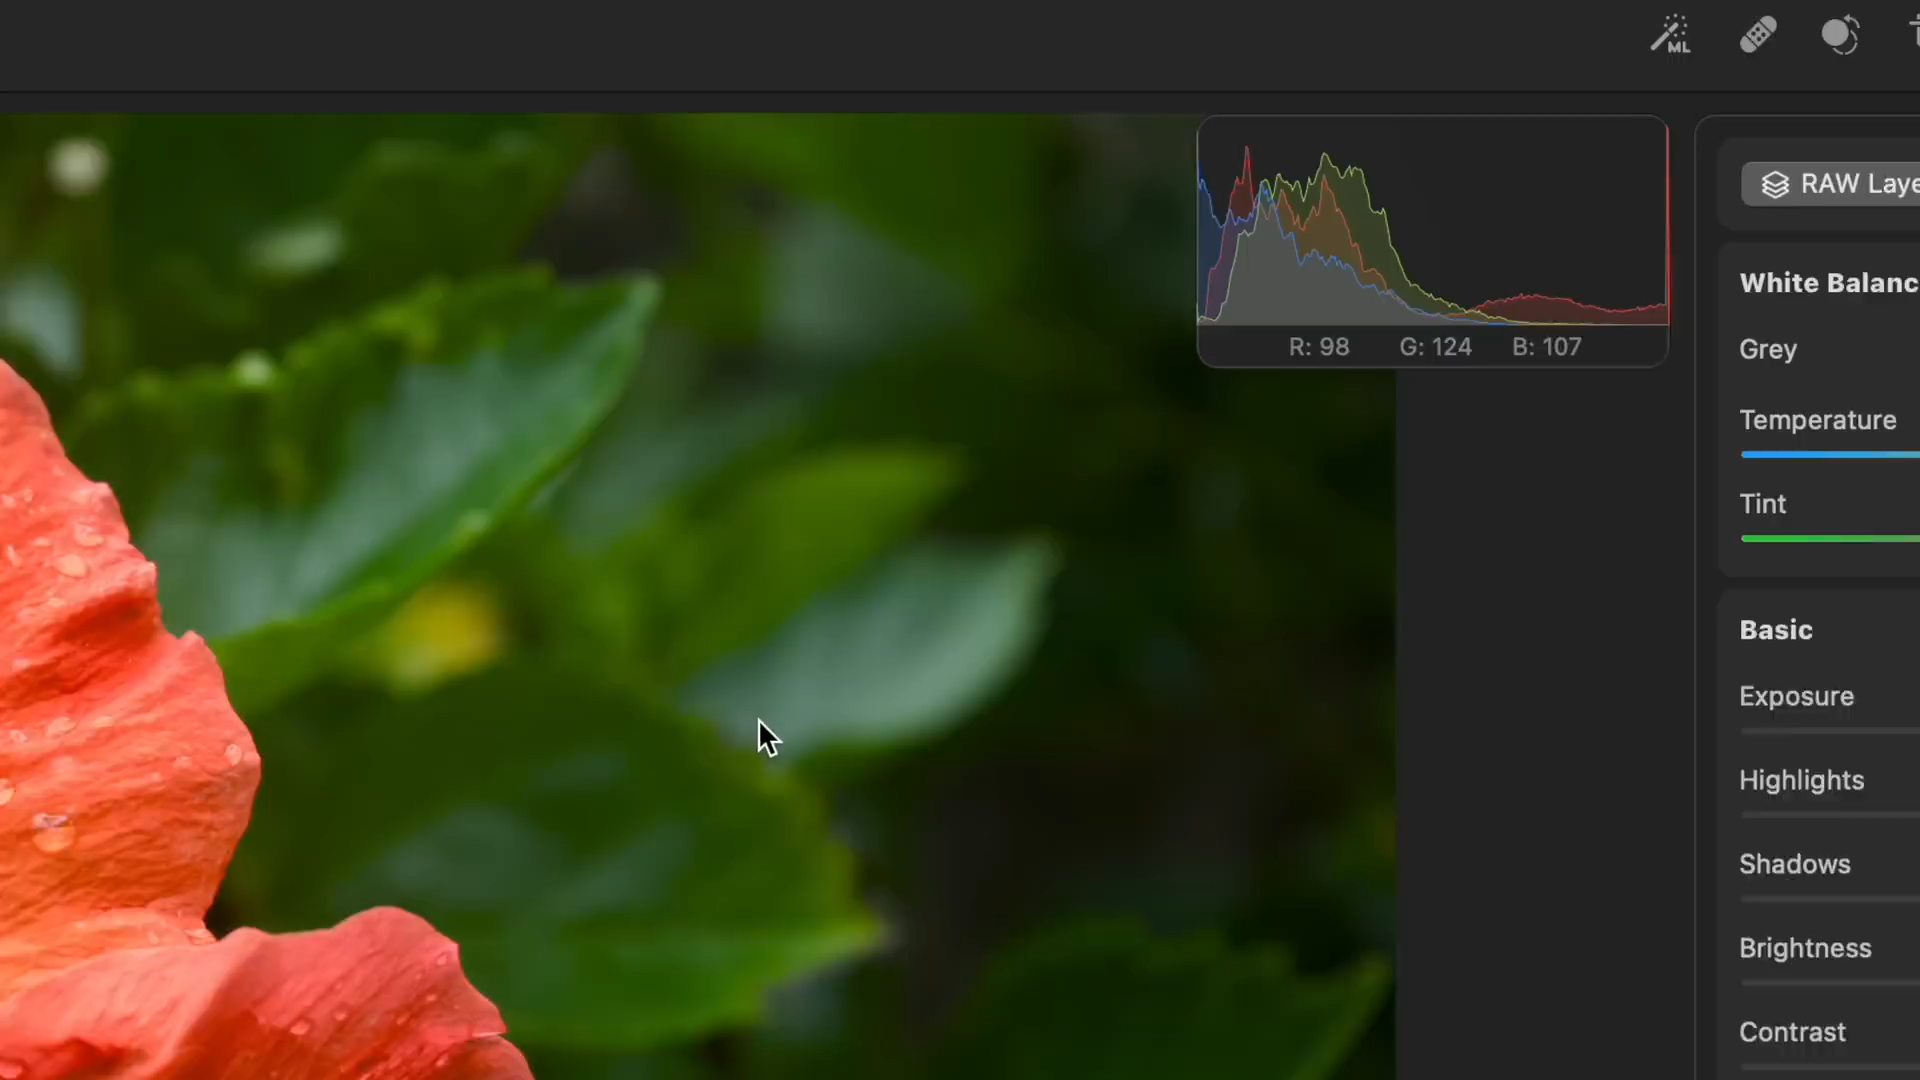 ML
RAW Laye
White Balanc
R: 98 G: 124 B: 107
Grey
Temperature
Tint
Basic
Exposure
Highlights
Shadows
Brightness
Contrast